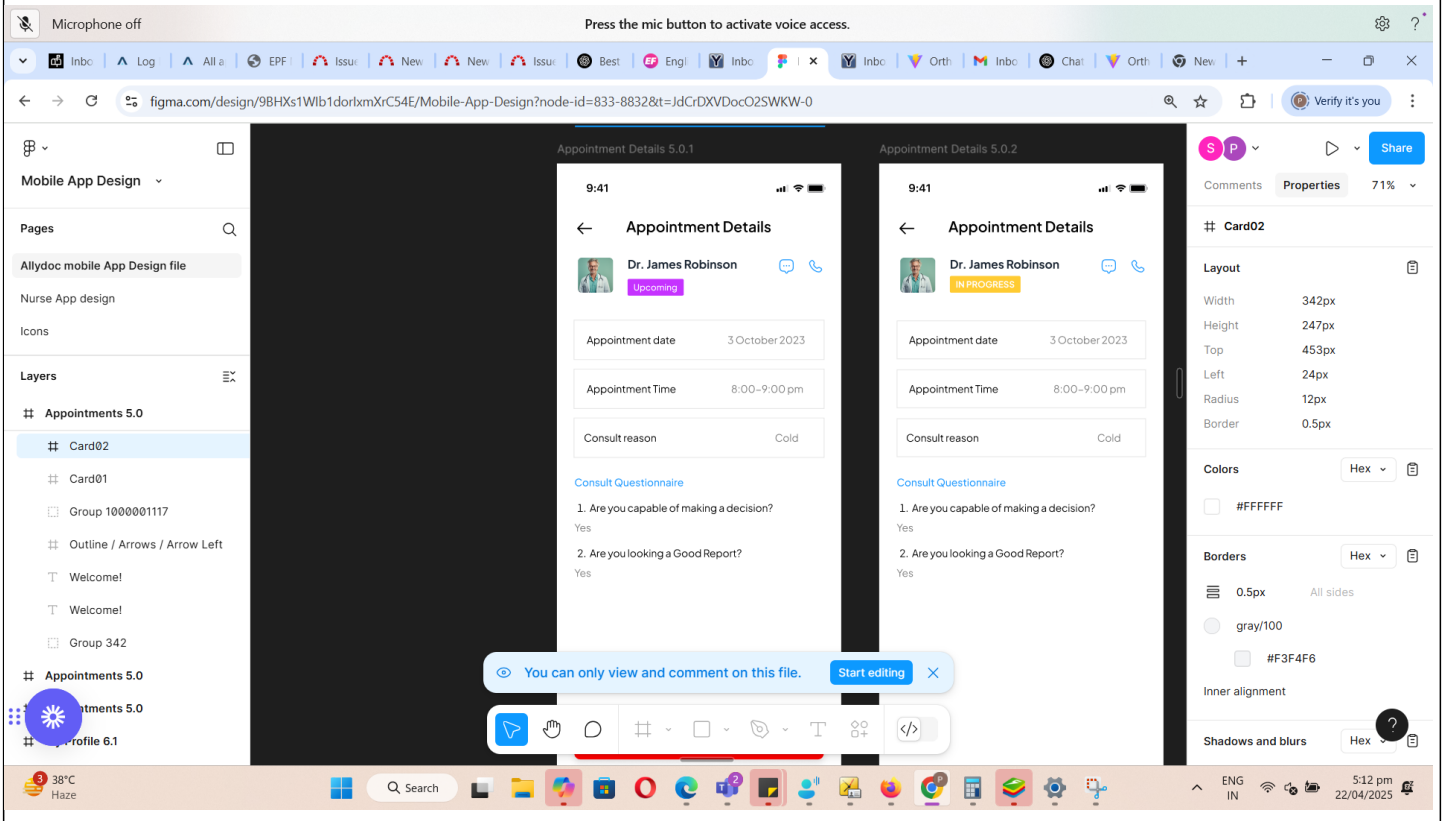 Microphone off
Press the mic button to activate voice access.
?
Inbo
Log
All a
EPF
Issue
New
New
Issue
Best
EF
Engl
Inbo
Inbo
Orth
Inbo
Chat
Orth
New
figma.com/design/9BHXs1WIb1dorIxmXrC54E/Mobile-App-Design?node-id=833-8832&t=JdCrDXVDocO2SWKW-0
P
Verify it's you
Mobile App Design
Pages
Allydoc mobile App Design file
Nurse App design
Icons
Layers
Appointments 5.0
Card02
Card01
Group 1000001117
Outline / Arrows / Arrow Left
Welcome!
Welcome!
Group 342
Appointments 5.0
tments 5.0
rofile 6.1
Appointment Details 5.0.1
9:41
Appointment Details
Dr. James Robinson
Upcoming
Appointment date
3 October 2023
Appointment Time
8:00–9:00 pm
Consult reason
Cold
Consult Questionnaire
1. Are you capable of making a decision?
Yes
2. Are you looking a Good Report?
Yes
Appointment Details 5.0.2
9:41
Appointment Details
Dr. James Robinson
IN PROGRESS
Appointment date
3 October 2023
Appointment Time
8:00–9:00 pm
Consult reason
Cold
Consult Questionnaire
1. Are you capable of making a decision?
Yes
2. Are you looking a Good Report?
Yes
You can only view and comment on this file.
Start editing
S
P
Share
Comments
Properties
71%
Card02
Layout
Width
342px
Height
247px
Top
453px
Left
24px
Radius
12px
Border
0.5px
Colors
Hex
#FFFFFF
Borders
Hex
0.5px
All sides
gray/100
#F3F4F6
Inner alignment
?
Shadows and blurs
Hex
3
38°C
Haze
Search
2
P
ENG
IN
5:12 pm
22/04/2025